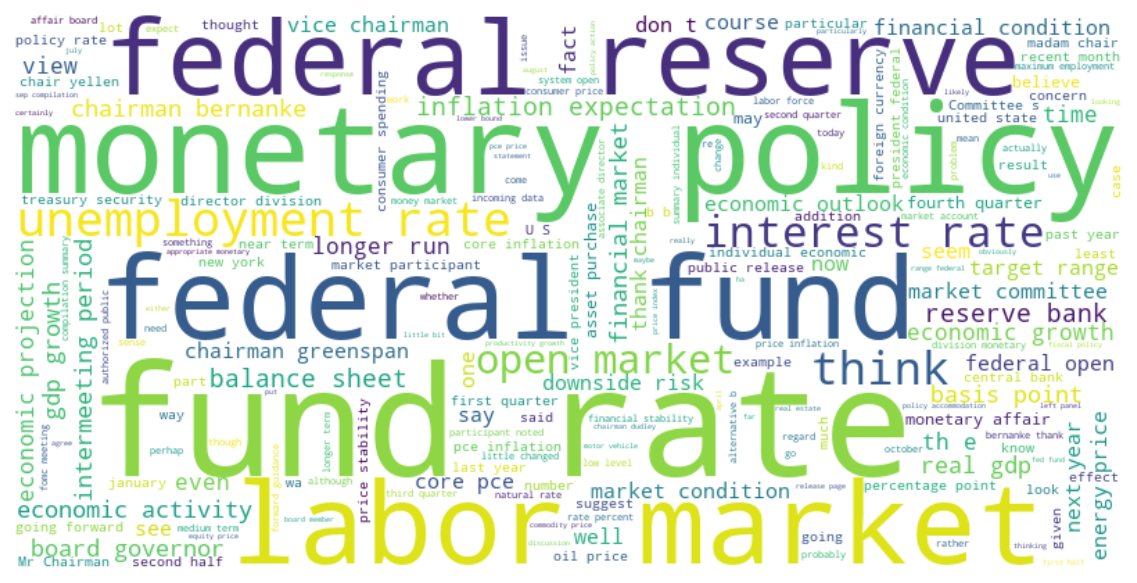 affair board
lot
vice chairman
thought
federal reserve
don t
course
particular
particularly
financial condition
july
expect
policy rate
view
chair yellen
sep compilation
certainly
response
fact
issue
august
policy action
system open
consumer price
madam chair
recent month
maximum employment
believe
concern
likely
looking
chairman bernanke
work
inflation expectation
labor force
may
second quarter
today
Committee s
united state
time
monetary policy
consumer spending
lower bound
pce price
statement
come
incoming data
money market
re
change
kind
foreign currency
president federal
economic condition
mean
actually
problem
use
result
case
treasury security
director division
associate director
financial market
summary individual
economic outlook
fourth quarter
addition
market account
unemployment rate
U S
b b
interest rate
past year
something
appropriate monetary
near term
longer run
core inflation
really
maybe
obviously
individual economic
seem
least
new york
market participant
public release
now
range federal
target range
economic projection
gdp growth
intermeeting period
compilation summary
authorized public
either
need
sense
whether
federal fund
little bit
productivity growth
vice president
asset purchase
thank chairman
price index
ha
market committee
reserve bank
economic growth
price inflation
division monetary
fiscal policy
chairman greenspan
open market
one
example
think
federal open
central bank
part
put
balance sheet
downside risk
basis point
fund rate
way
perhap
though
first quarter
say
said
financial stability
chairman dudley
april
far
real estate
policy accommodation
left panel
monetary affair
bernanke thank
fomc meeting
agree
participant noted
pce inflation
little changed
motor vehicle
low level
alternative b
regard
go
much
october
th e
know
real gdp
fed fund
last year
longer term
although
price stability
january
even
wa
core pce
number
natural rate
third quarter
market condition
suggest
rate percent
release page
percentage point
look
next year
energy price
effect
economic activity
going forward
see
medium term
equity price
forward guidance
board member
labor market
commodity price
discussion
well
oil price
going
probably
rather
given
thinking
first half
board governor
Mr Chairman
second half